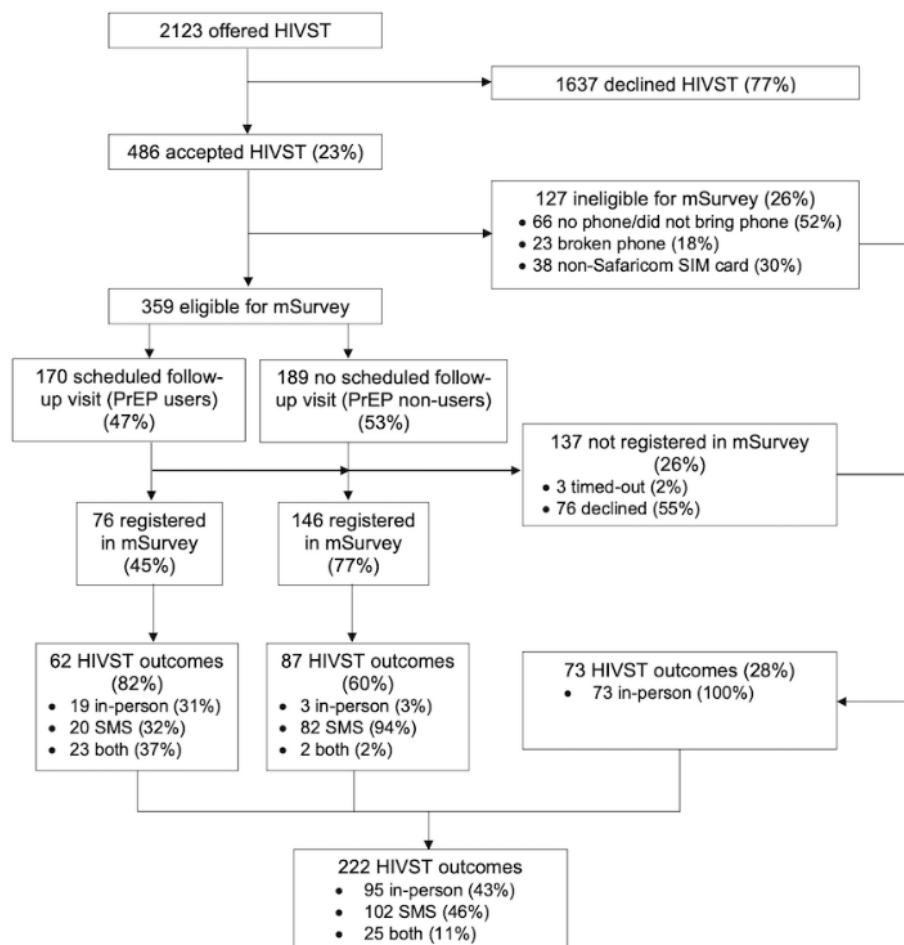 2123 offered HIVST
1637 declined HIVST (77%)
486 accepted HIVST (23%)
127 ineligible for mSurvey (26%)
• 66 no phone/did not bring phone (52%)
• 23 broken phone (18%)
• 38 non-Safaricom SIM card (30%)
359 eligible for mSurvey
170 scheduled follow-
up visit (PrEP users)
(47%)
189 no scheduled follow-
up visit (PrEP non-users)
(53%)
137 not registered in mSurvey
(26%)
• 3 timed-out (2%)
• 76 declined (55%)
76 registered
in mSurvey
(45%)
146 registered
in mSurvey
(77%)
62 HIVST outcomes
(82%)
• 19 in-person (31%)
• 20 SMS (32%)
• 23 both (37%)
87 HIVST outcomes
(60%)
• 3 in-person (3%)
• 82 SMS (94%)
• 2 both (2%)
73 HIVST outcomes (28%)
• 73 in-person (100%)
222 HIVST outcomes
• 95 in-person (43%)
• 102 SMS (46%)
• 25 both (11%)